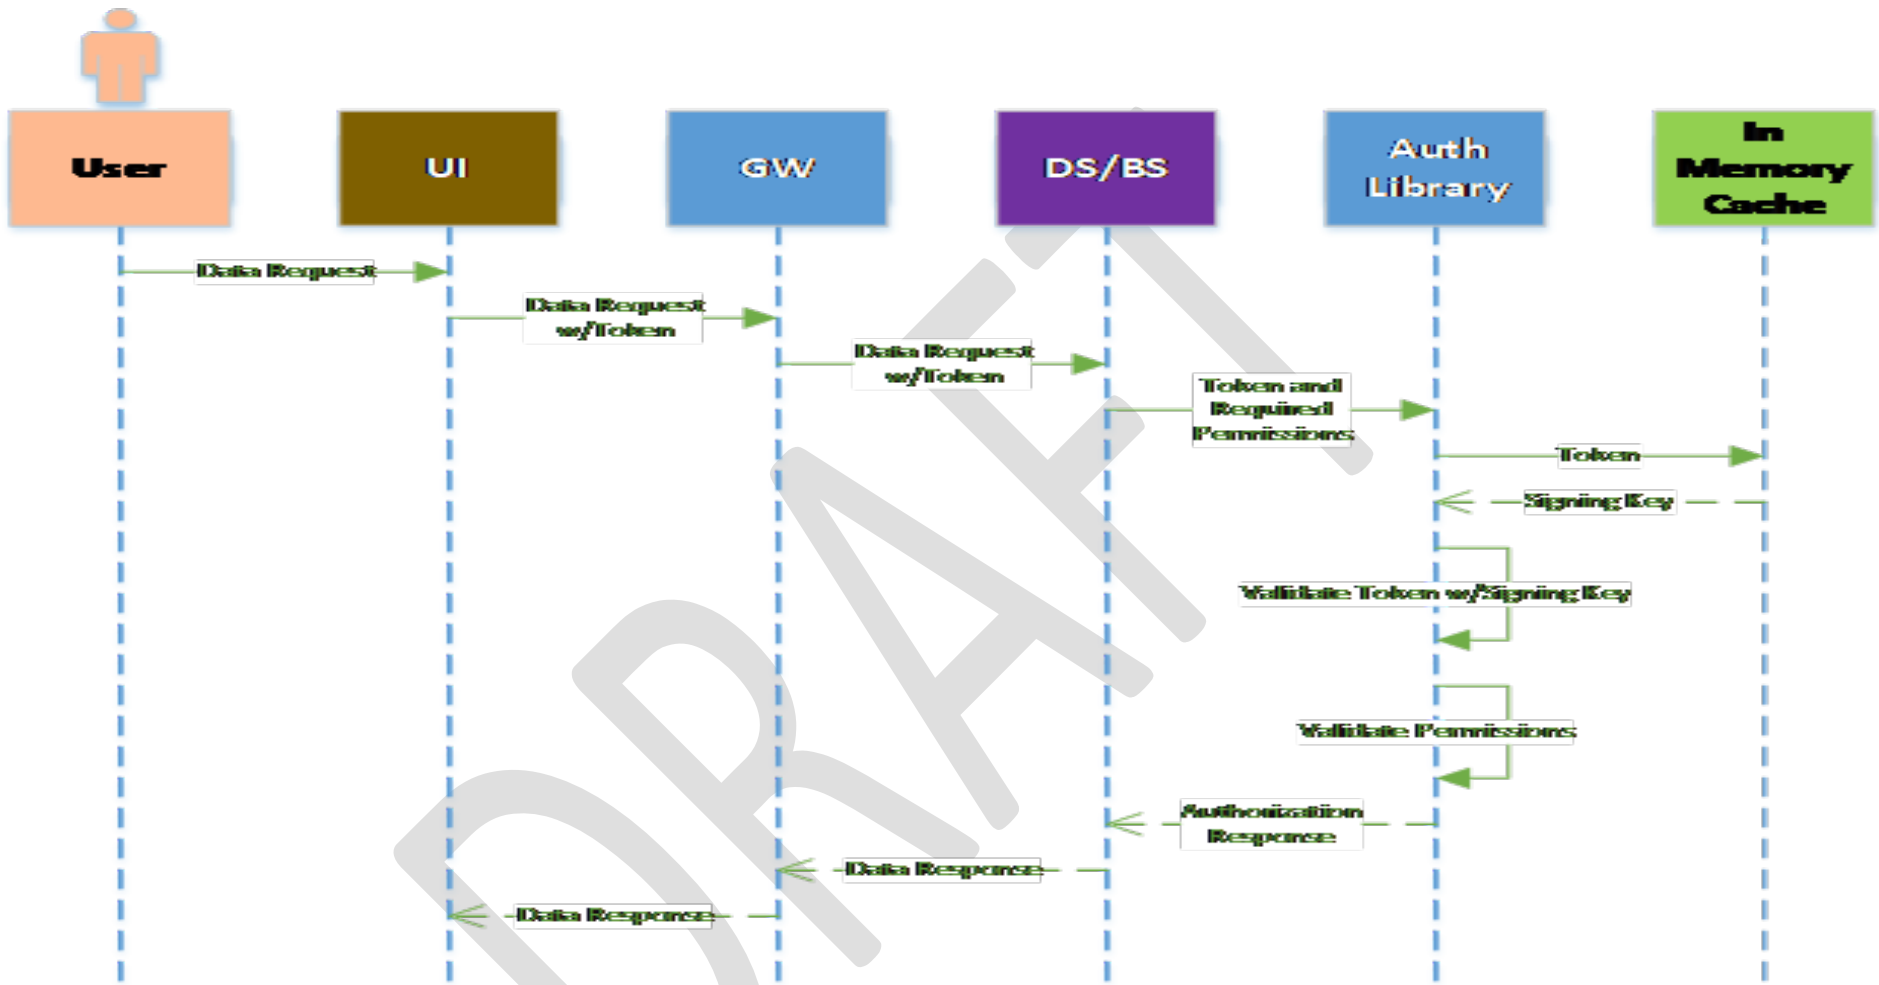 User
UI
GW
DS/BS
Auth
Library
In
Memory
Cache
Data Request
Data Request
w/Token
Data Request
w/Token
Token and
Required
Permissions
Token
Signing Key
Validate Token w/Signing Key
Validate Permissions
Authorization
Response
Data Response
Data Response
DRAFT